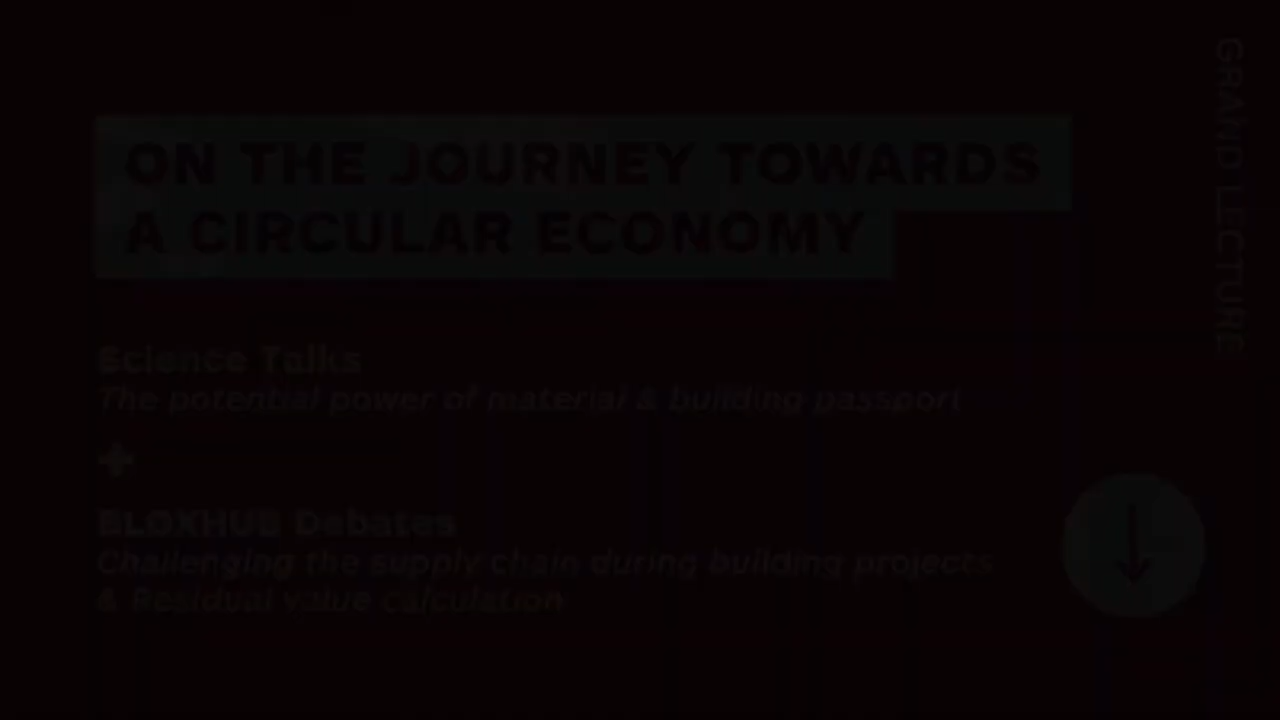 ON THE JOURNEY TOWARDS
A CIRCULAR ECONOMY
Science Talks
The potential power of material & building passport
+
BLOXHUB Debates
Challenging the supply chain during building projects
& Residual value calculation
GRAND LECTURE